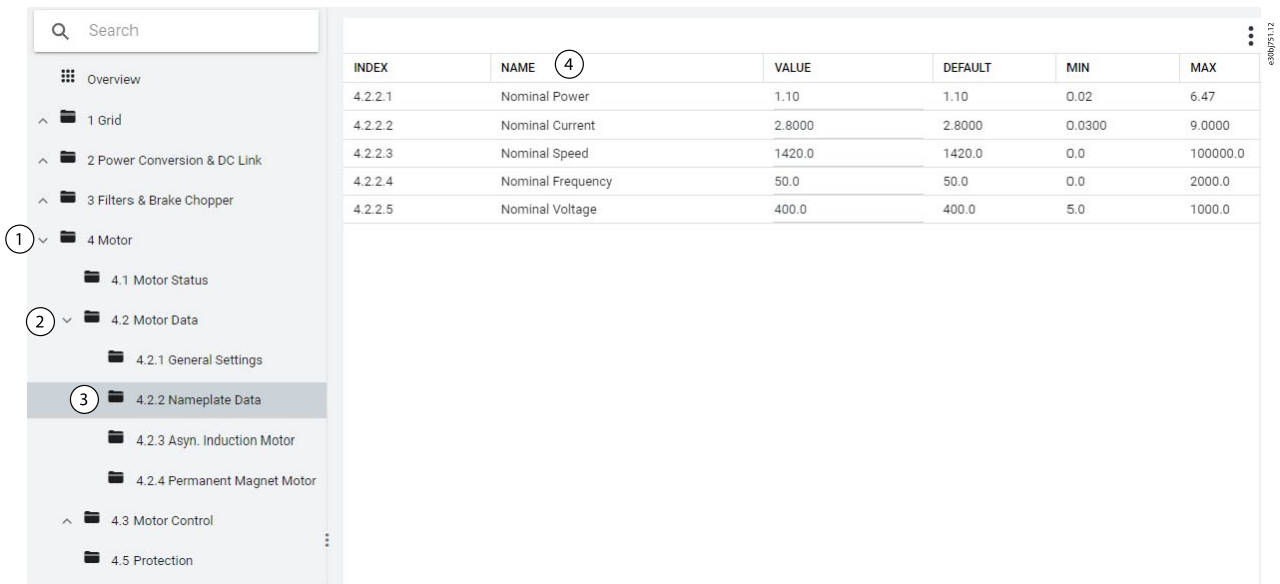 Search
Overview
1 Grid
2 Power Conversion & DC Link
3 Filters & Brake Chopper
1
4 Motor
4.1 Motor Status
2
4.2 Motor Data
4.2.1 General Settings
3
4.2.2 Nameplate Data
4.2.3 Asyn. Induction Motor
4.2.4 Permanent Magnet Motor
4.3 Motor Control
4.5 Protection
INDEX NAME 4 VALUE DEFAULT MIN MAX
4.2.2.1 Nominal Power 1.10 1.10 0.02 6.47
4.2.2.2 Nominal Current 2.8000 2.8000 0.0300 9.0000
4.2.2.3 Nominal Speed 1420.0 1420.0 0.0 100000.0
4.2.2.4 Nominal Frequency 50.0 50.0 0.0 2000.0
4.2.2.5 Nominal Voltage 400.0 400.0 5.0 1000.0
e30bj751.12